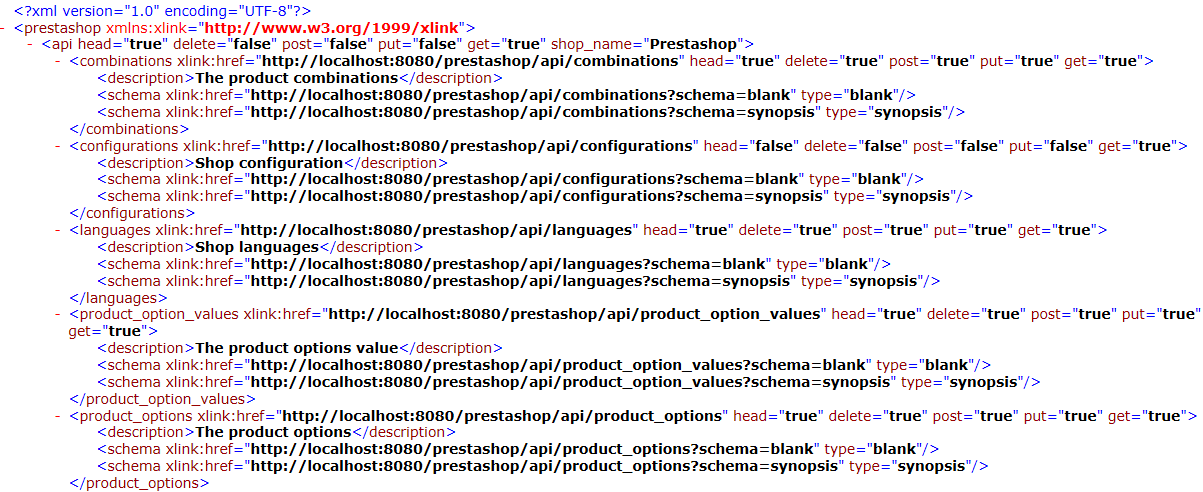 <?xml version="1.0" encoding="UTF-8"?>
- <prestashop xmlns:xlink="http://www.w3.org/1999/xlink">
- <api head="true" delete="false" post="false" put="false" get="true" shop_name="Prestashop">
- <combinations xlink:href="http://localhost:8080/prestashop/api/combinations" head="true" delete="true" post="true" put="true" get="true">
<description>The product combinations</description>
<schema xlink:href="http://localhost:8080/prestashop/api/combinations?schema=blank" type="blank"/>
<schema xlink:href="http://localhost:8080/prestashop/api/combinations?schema=synopsis" type="synopsis"/>
</combinations>
- <configurations xlink:href="http://localhost:8080/prestashop/api/configurations" head="false" delete="false" post="false" put="false" get="true">
<description>Shop configuration</description>
<schema xlink:href="http://localhost:8080/prestashop/api/configurations?schema=blank" type="blank"/>
<schema xlink:href="http://localhost:8080/prestashop/api/configurations?schema=synopsis" type="synopsis"/>
</configurations>
- <languages xlink:href="http://localhost:8080/prestashop/api/languages" head="true" delete="true" post="true" put="true" get="true">
<description>Shop languages</description>
<schema xlink:href="http://localhost:8080/prestashop/api/languages?schema=blank" type="blank"/>
<schema xlink:href="http://localhost:8080/prestashop/api/languages?schema=synopsis" type="synopsis"/>
</languages>
- <product_option_values xlink:href="http://localhost:8080/prestashop/api/product_option_values" head="true" delete="true" post="true" put="true"
get="true">
<description>The product options value</description>
<schema xlink:href="http://localhost:8080/prestashop/api/product_option_values?schema=blank" type="blank"/>
<schema xlink:href="http://localhost:8080/prestashop/api/product_option_values?schema=synopsis" type="synopsis"/>
</product_option_values>
- <product_options xlink:href="http://localhost:8080/prestashop/api/product_options" head="true" delete="true" post="true" put="true" get="true">
<description>The product options</description>
<schema xlink:href="http://localhost:8080/prestashop/api/product_options?schema=blank" type="blank"/>
<schema xlink:href="http://localhost:8080/prestashop/api/product_options?schema=synopsis" type="synopsis"/>
</product_options>